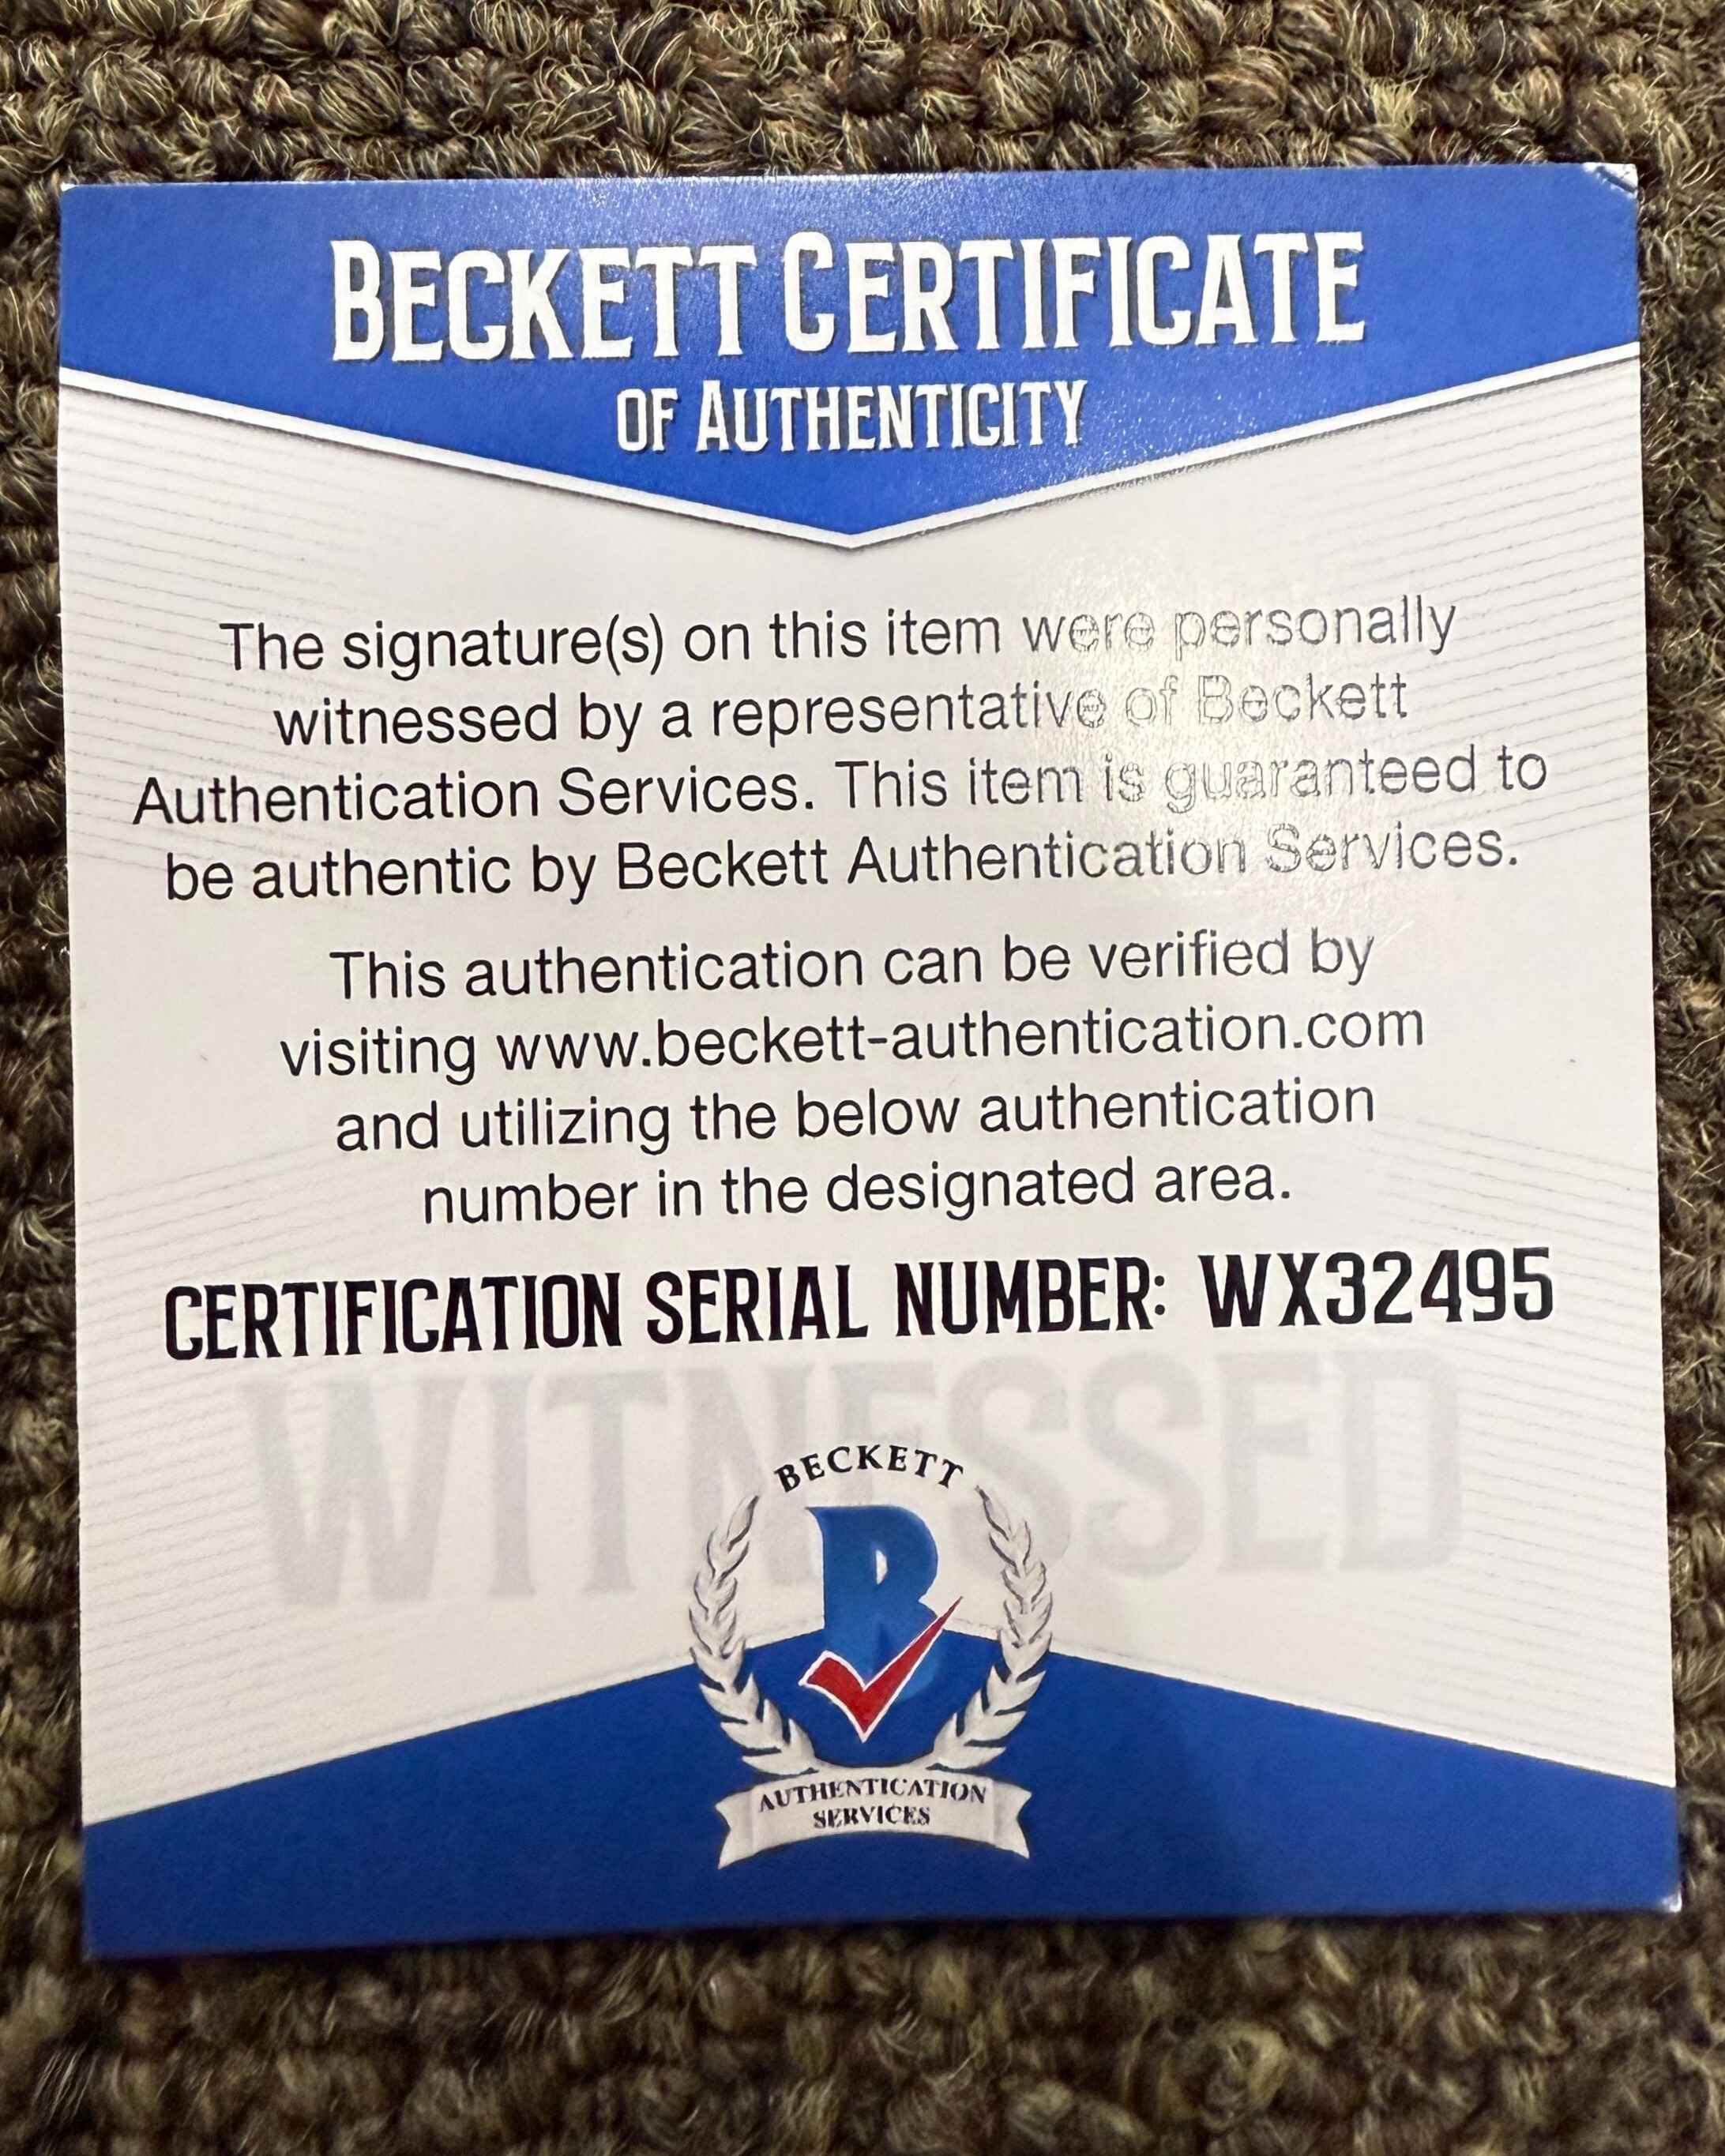 BECKETT CERTIFICATE
OF AUTHENTICITY
The signature(s) on this item were personally
witnessed by a representative of Beckett
Authentication Services. This item is guaranteed to
be authentic by Beckett Authentication Services.
This authentication can be verified by
visiting www.beckett-authentication.com
and utilizing the below authentication
number in the designated area.
CERTIFICATION SERIAL NUMBER: WX32495
WITNESSED
BECKETT
B
AUTHENTICATION
SERVICES